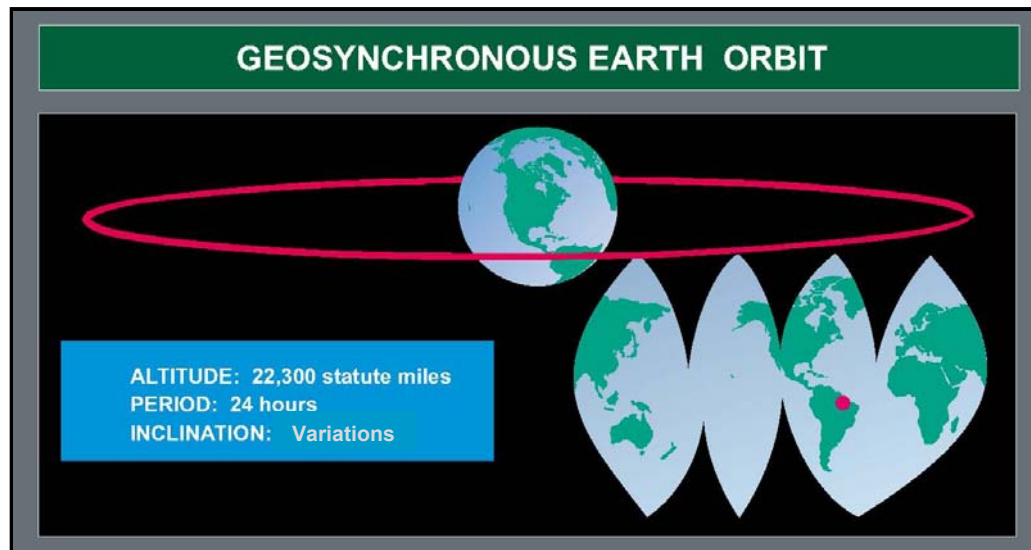 GEOSYNCHRONOUS EARTH ORBIT
ALTITUDE: 22,300 statute miles
PERIOD: 24 hours
INCLINATION: Variations